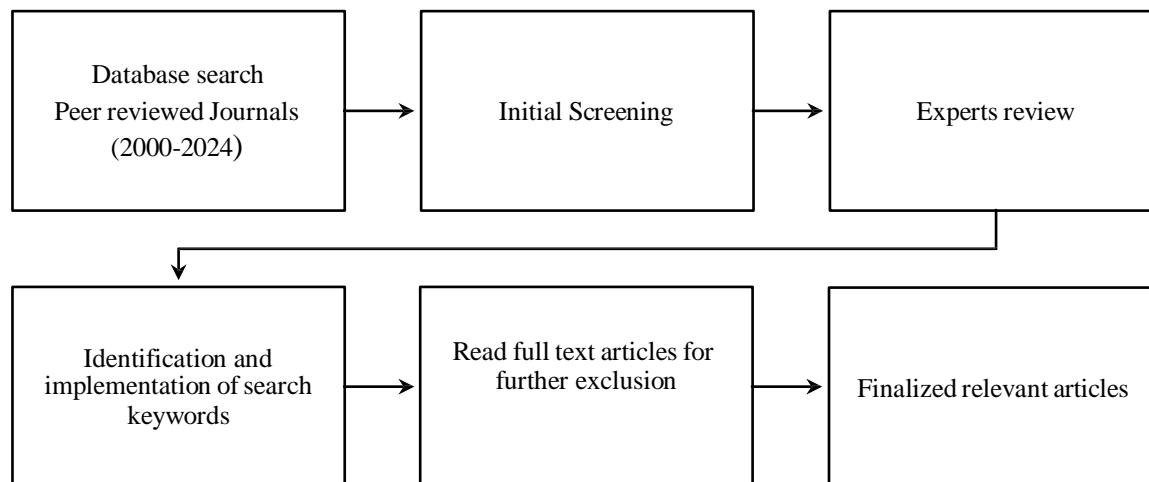 Database search
Peer reviewed Journals
(2000-2024)
Initial Screening
Experts review
Identification and
implementation of search
keywords
Read full text articles for
further exclusion
Finalized relevant articles